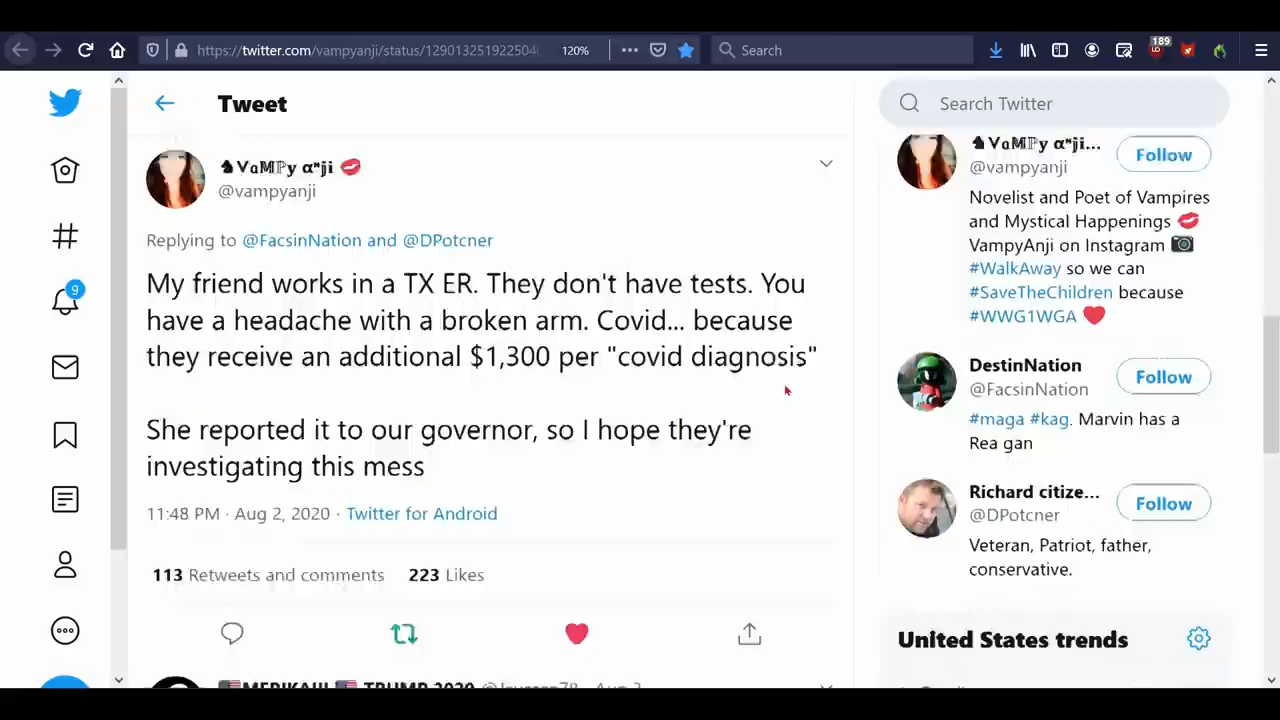 https://twitter.com/vampyanji/status/129013251922504
120%
Search
189
Tweet
Search Twitter
♞ᏙᎯᎷℙy αⁿji 💋
@vampyanji
Replying to @FacsinNation and @DPotcner
My friend works in a TX ER. They don't have tests. You
have a headache with a broken arm. Covid... because
they receive an additional $1,300 per "covid diagnosis"
She reported it to our governor, so I hope they're
investigating this mess
11:48 PM · Aug 2, 2020 · Twitter for Android
113 Retweets and comments 223 Likes
9
♞ᏙᎯᎷℙy αⁿji...
@vampyanji
Follow
Novelist and Poet of Vampires
and Mystical Happenings 💋
VampyAnji on Instagram 📷
#WalkAway so we can
#SaveTheChildren because
#WWG1WGA ❤️
DestinNation
@FacsinNation
Follow
#maga #kag. Marvin has a
Rea gan
Richard citize...
@DPotcner
Follow
Veteran, Patriot, father,
conservative.
United States trends